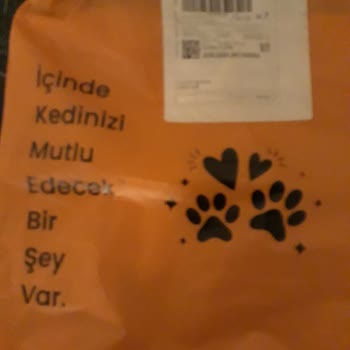 İçinde
Kedinizi
Mutlu
Edecek
Bir
Şey
Var.